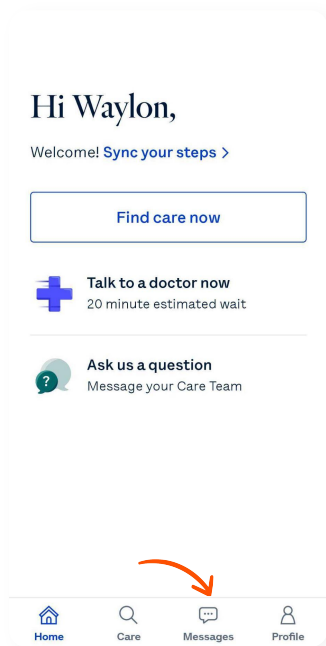 Hi Waylon,
Welcome! Sync your steps >
Find care now
Talk to a doctor now
20 minute estimated wait
Ask us a question
?
Message your Care Team
Home Care Messages Profile